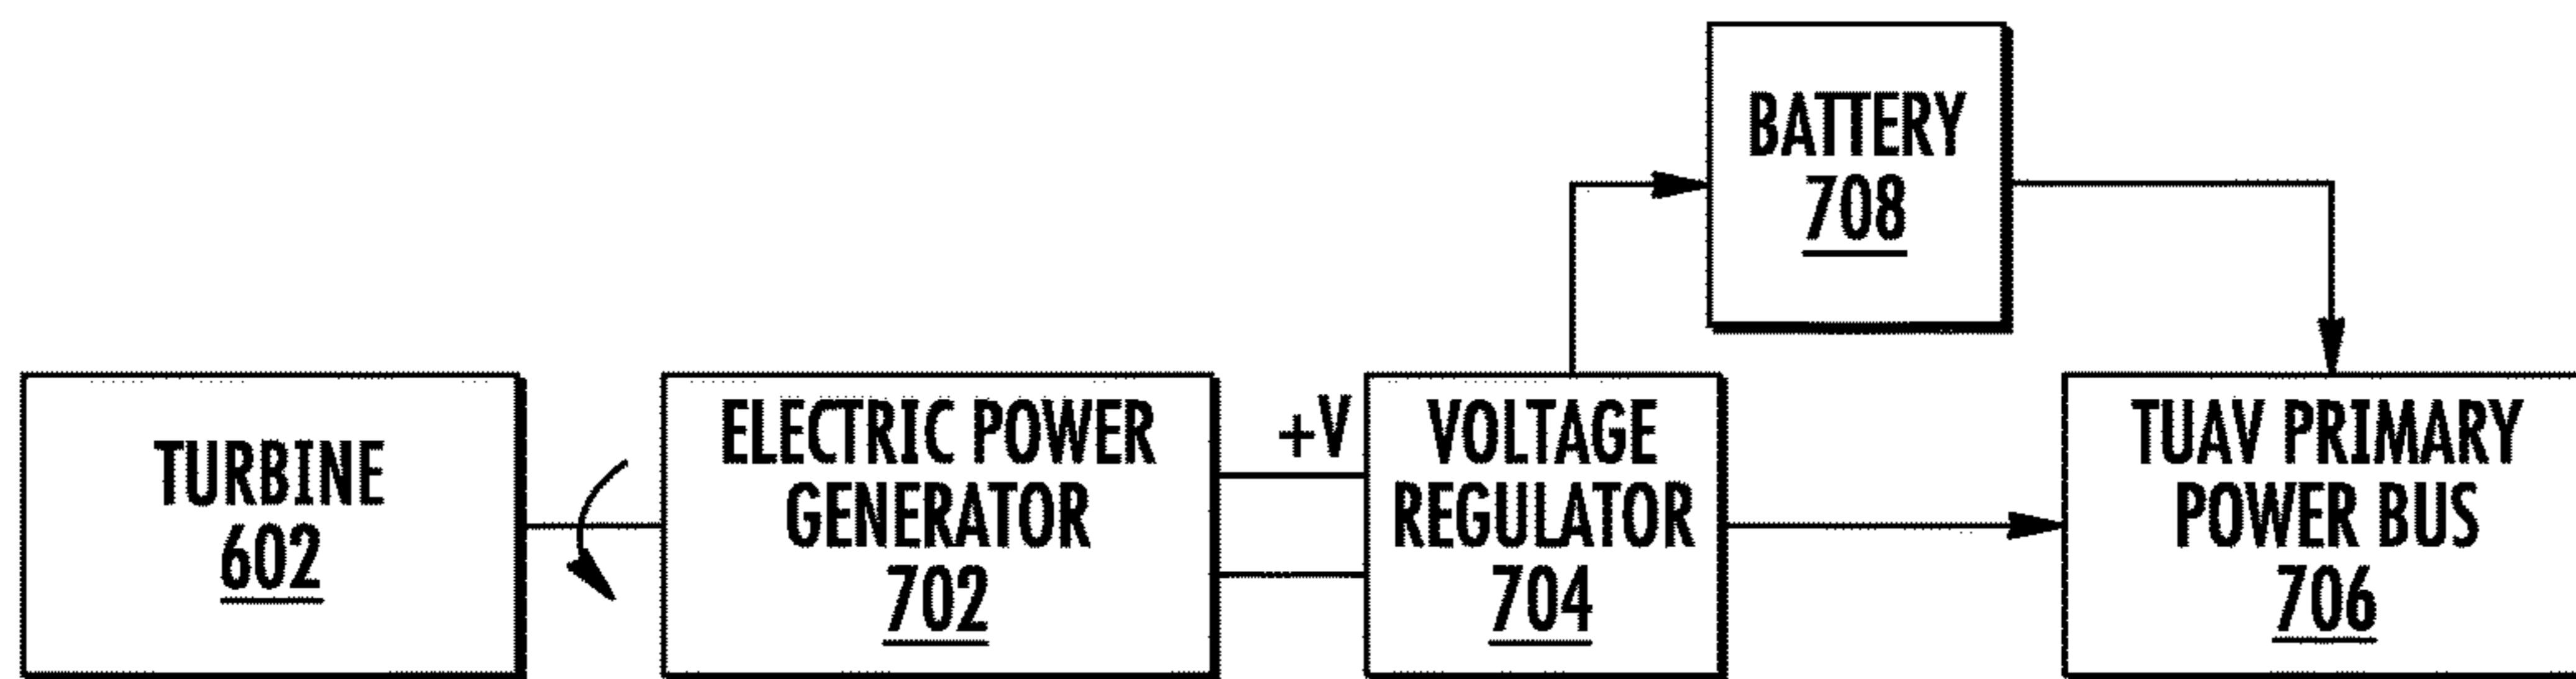 BATTERY
708
TURBINE
602
ELECTRIC POWER
GENERATOR
702
+V
VOLTAGE
REGULATOR
704
TUAV PRIMARY
POWER BUS
706